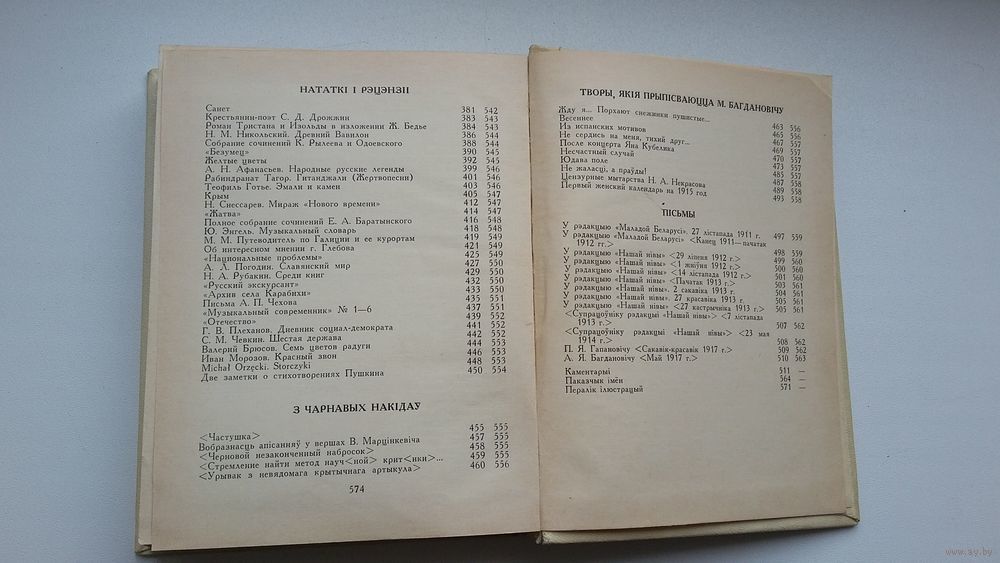 НАТАТКІ І РЭЦЭНЗІІ
Санет 381 542
Крестьянин-поэт С. Д. Дрожжин 383 543
Роман Тристана и Изольды в изложении Ж. Бедье 384 543
Н. М. Никольский. Древний Вавилон 386 544
Собрание сочинений К. Рылеева и Одоевского 388 544
«Безумец» 390 545
Желтые цветы 392 545
А. Н. Афанасьев. Народные русские легенды 399 546
Рабиндранат Тагор. Гитанджали (Жертвопесни) 401 546
Теофиль Готье. Эмали и камеи 403 546
Крым 405 547
Н. Снессарев. Мираж «Нового времени» 412 547
«Жатва» 414 547
Полное собрание сочинений Е. А. Баратынского 416 548
Ю. Энгель. Музыкальный словарь 418 548
М. М. Путеводитель по Галиции и ее курортам 419 549
Об интересном мнении г. Глебова 421 549
«Национальные проблемы» 425 549
А. Л. Погодин. Славянский мир 427 550
Н. А. Рубакин. Среди книг 429 550
«Русский экскурсант» 432 550
«Архив села Карабихи» 433 550
Письма А. П. Чехова 435 551
«Музыкальный современник» № 1—6 437 551
«Отечество» 439 552
Г. В. Плеханов. Дневник социал-демократа 441 552
С. М. Чевкин. Шестая держава 442 552
Валерий Брюсов. Семь цветов радуги 444 553
Иван Морозов. Красный звон 446 553
Michał Orzęcki. Storczyki 448 553
Две заметки о стихотворениях Пушкина 450 554
З ЧАРНАВЫХ НАКІДАЎ
<Частушка> 455 555
Вобразнасць апісанняў у вершах В. Марцінкевіча 457 555
<Черновой незаконченный набросок> 458 555
<Стремление найти метод науч<ной> крит<ики>... 459 555
<Урывак з невядомага крытычнага артыкула> 460 556
574
ТВОРЫ, ЯКІЯ ПРЫПІСВАЮЦЦА М. БАГДАНОВІЧУ
Жду я... Порхают снежинки пушистые... 463 556
Весеннее 465 556
Из испанских мотивов 467 557
Не сердись на меня, тихий друг... 469 557
После концерта Яна Кубелика 470 557
Несчастный случай 473 557
Юдава поле 485 557
Не жаласці, а праўды! 487 558
Цензурные мытарства Н. А. Некрасова 489 558
Первый женский календарь на 1915 год 493 558
ПІСЬМЫ
У рэдакцыю «Маладой Беларусі». 27 лістапада 1911 г. 497 559
У рэдакцыю «Маладой Беларусі» <Канец 1911—пачатак
1912 гг.> 498 559
У рэдакцыю «Нашай нівы» <29 ліпеня 1912 г.> 499 560
У рэдакцыю «Нашай нівы» <1 жніўня 1912 г.> 500 560
У рэдакцыю «Нашай нівы» <14 лістапада 1912 г.> 501 560
У рэдакцыю «Нашай нівы» <Пачатак 1913 г.> 503 561
У рэдакцыю «Нашай нівы». 2 сакавіка 1913 г. 504 561
У рэдакцыю «Нашай нівы». 27 красавіка 1913 г. 505 561
У рэдакцыю «Нашай нівы» <27 кастрычніка 1913 г.> 505 561
<Супрацоўніку рэдакцыі «Нашай нівы»> <7 лістапада
1913 г.> 507 562
<Супрацоўніку рэдакцыі «Нашай нівы»> <23 мая
1914 г.> 508 562
П. Я. Гапановічу <Сакавік-красавік 1917 г.> 509 562
А. Я. Багдановічу <Май 1917 г.> 510 563
Каментарыі 511 —
Паказчык імён 564 —
Пералік ілюстрацый 571 —
www.ay.by